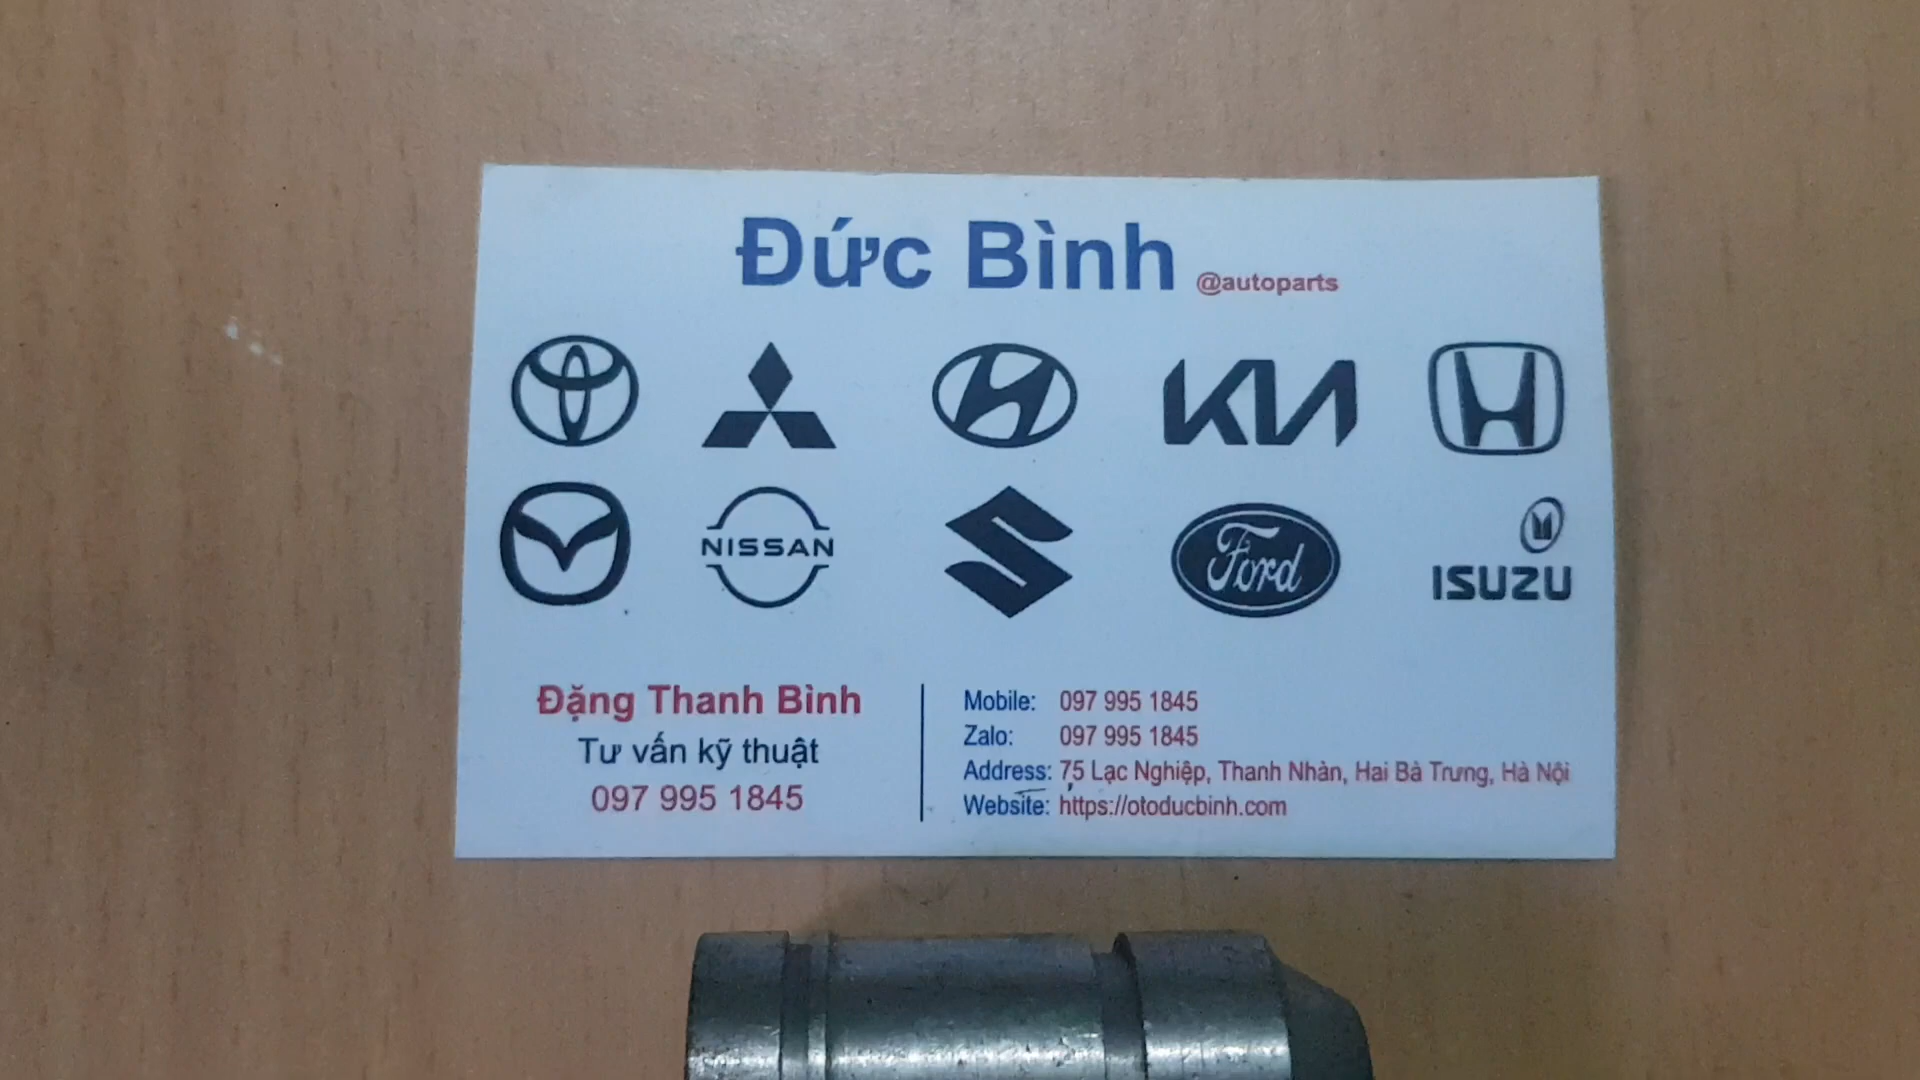 Đức Bình @autoparts
KIA
NISSAN
Ford
ISUZU
Đặng Thanh Bình
Tư vấn kỹ thuật
097 995 1845
Mobile: 097 995 1845
Zalo: 097 995 1845
Address: 75 Lạc Nghiệp, Thanh Nhàn, Hai Bà Trưng, Hà Nội
Website: https://otoducbinh.com